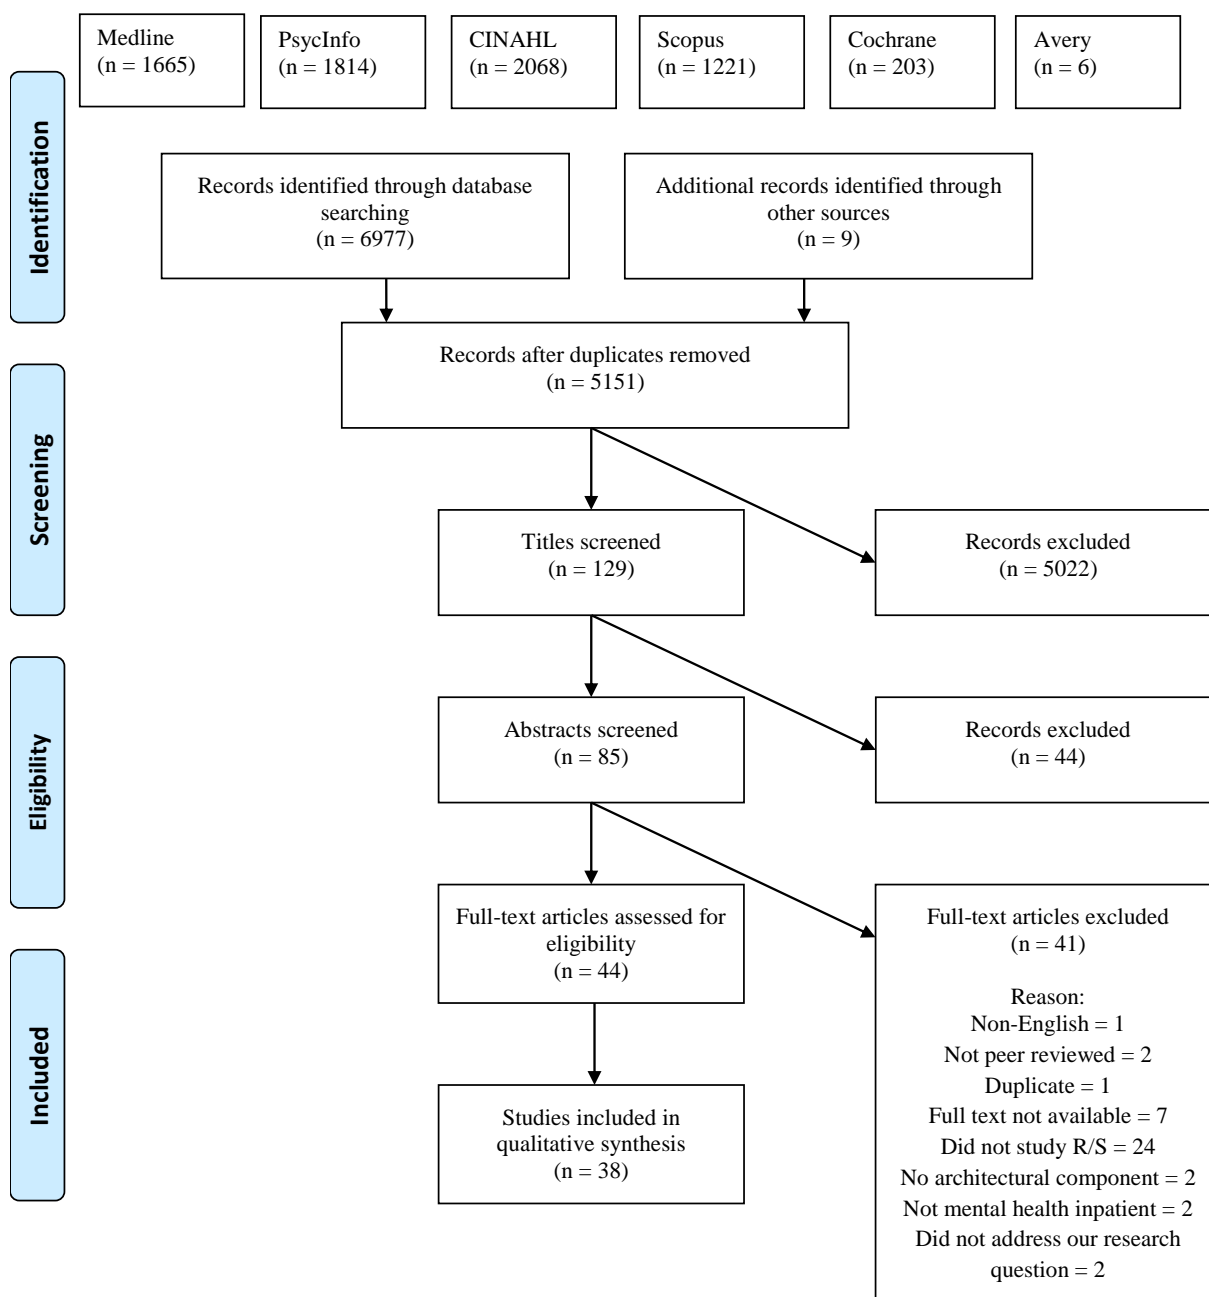 Medline
(n = 1665)
PsycInfo
(n = 1814)
CINAHL
(n = 2068)
Scopus
(n = 1221)
Cochrane
(n = 203)
Avery
(n = 6)
Identification
Records identified through database
searching
(n = 6977)
Additional records identified through
other sources
(n = 9)
Records after duplicates removed
(n = 5151)
Screening
Titles screened
(n = 129)
Records excluded
(n = 5022)
Eligibility
Abstracts screened
(n = 85)
Records excluded
(n = 44)
Full-text articles assessed for
eligibility
(n = 44)
Full-text articles excluded
(n = 41)
Reason:
Non-English = 1
Not peer reviewed = 2
Duplicate = 1
Full text not available = 7
Did not study R/S = 24
No architectural component = 2
Not mental health inpatient = 2
Did not address our research
question = 2
Included
Studies included in
qualitative synthesis
(n = 38)